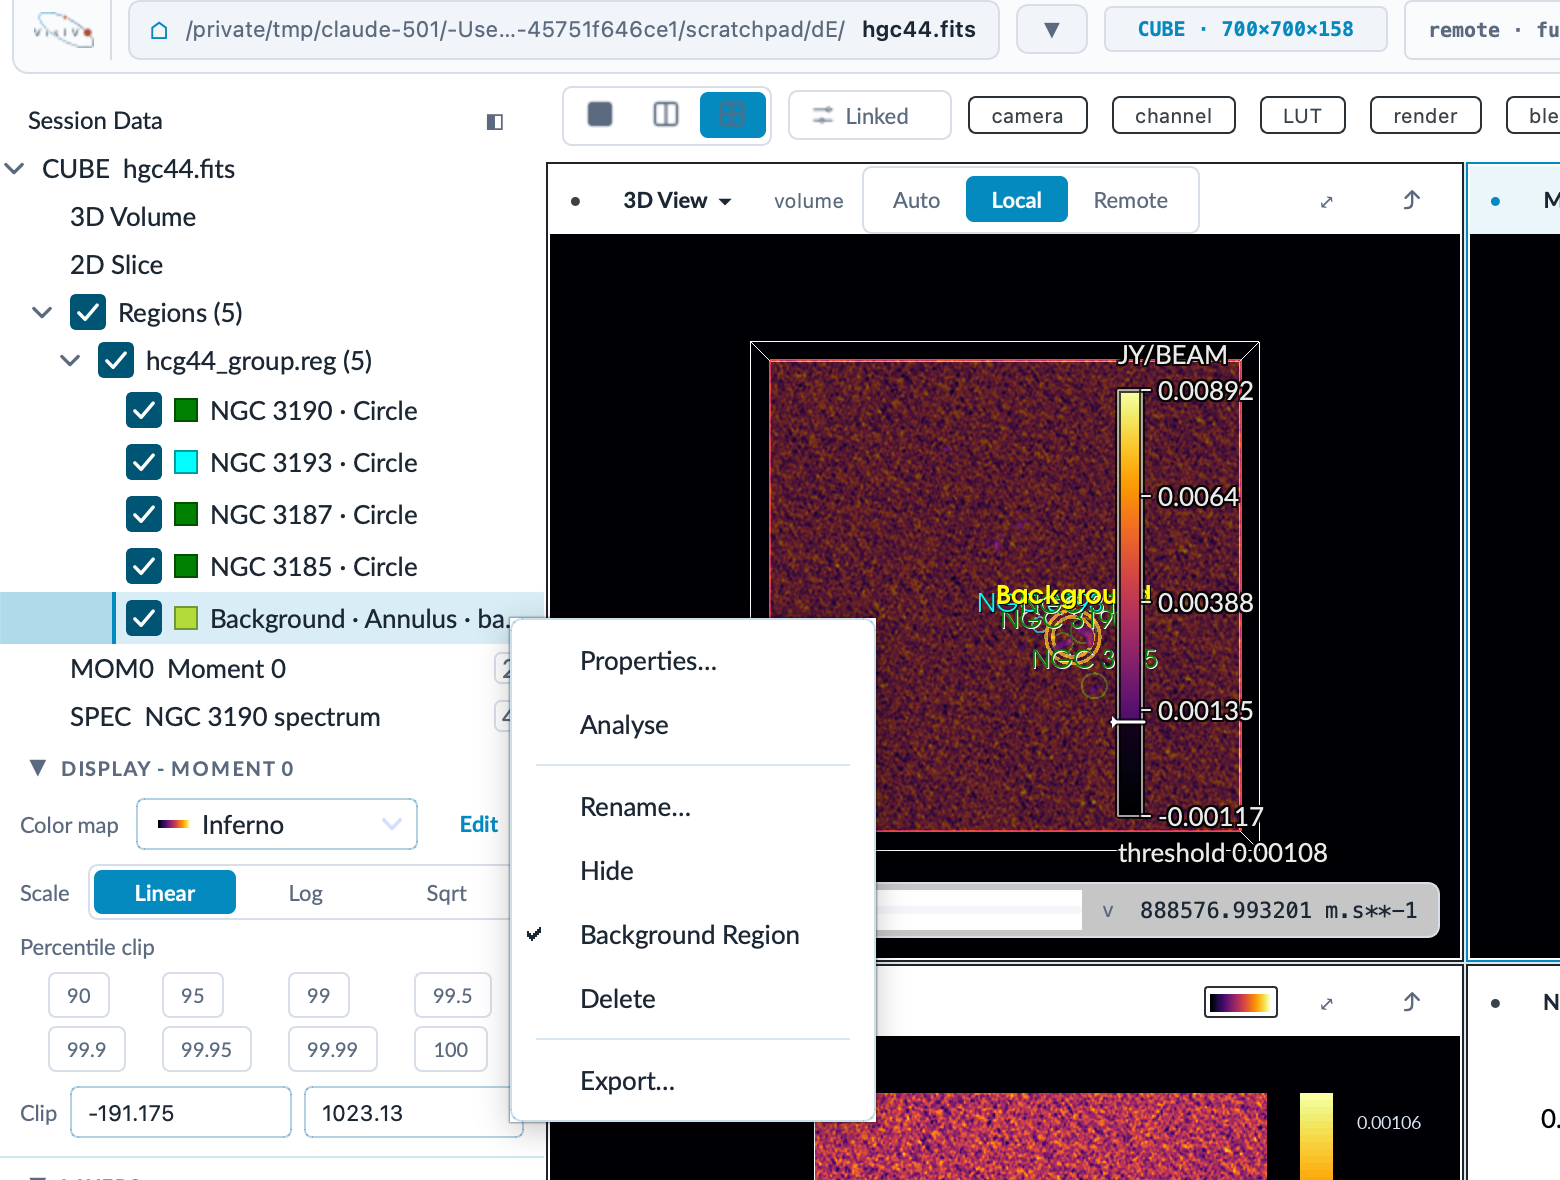 /private/tmp/claude-501/-Use...-45751f646ce1/scratchpad/dE/ hgc44.fits
CUBE · 700×700×158
remote · fu
Session Data
Linked
camera
channel
LUT
render
ble
CUBE hgc44.fits
3D Volume
2D Slice
Regions (5)
hcg44_group.reg (5)
NGC 3190 · Circle
NGC 3193 · Circle
NGC 3187 · Circle
NGC 3185 · Circle
Background · Annulus · ba...
MOM0 Moment 0
SPEC NGC 3190 spectrum
DISPLAY - MOMENT 0
Color map
Inferno
Edit
Scale
Linear
Log
Sqrt
Percentile clip
90
95
99
99.5
99.9
99.95
99.99
100
Clip
-191.175
1023.13
3D View
volume
Auto
Local
Remote
JY/BEAM
0.00892
0.0064
0.00388
0.00135
-0.00117
threshold 0.00108
v 888576.993201 m.s**-1
Properties...
Analyse
Rename...
Hide
Background Region
Delete
Export...
0.00106
0.